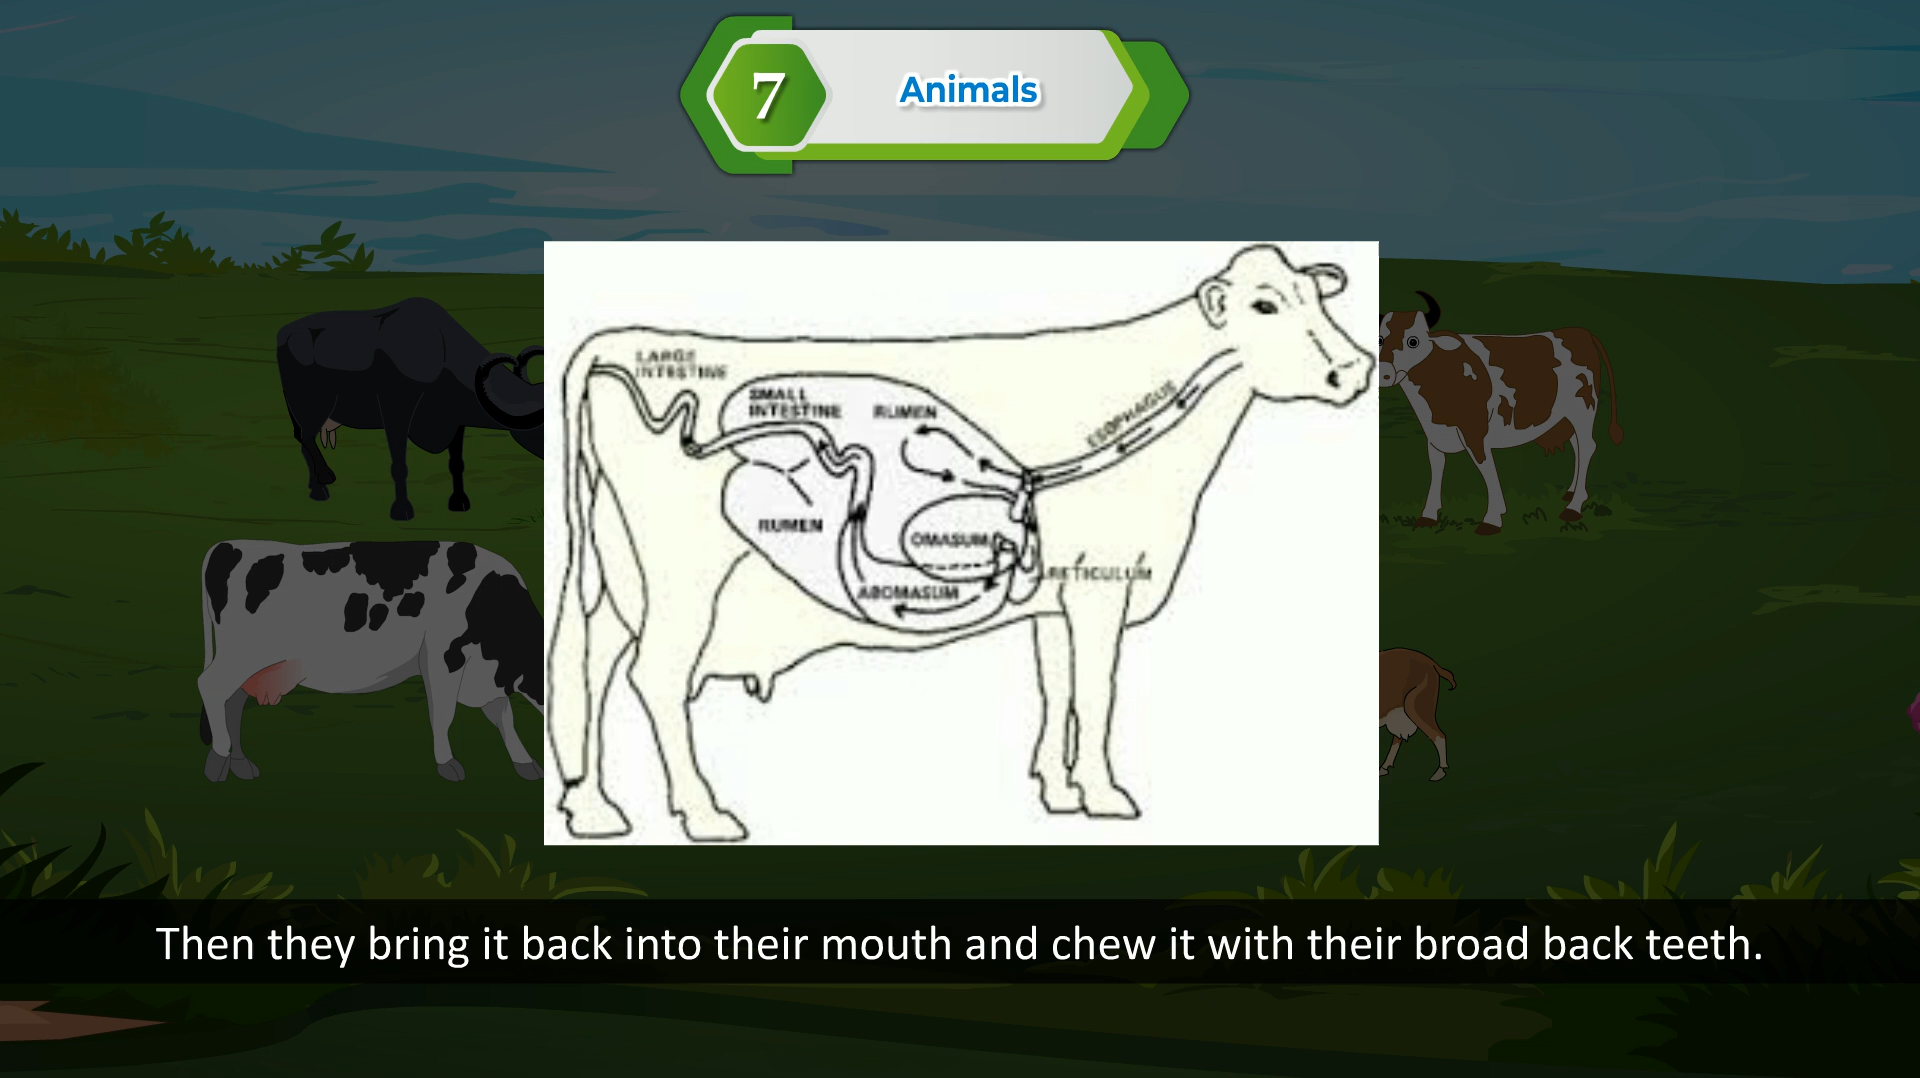 7
Animals
LARGE
INTESTINE
SMALL
INTESTINE
RUMEN
ESOPHAGUS
RUMEN
OMASUM
RETICULUM
ABOMASUM
Then they bring it back into their mouth and chew it with their broad back teeth.